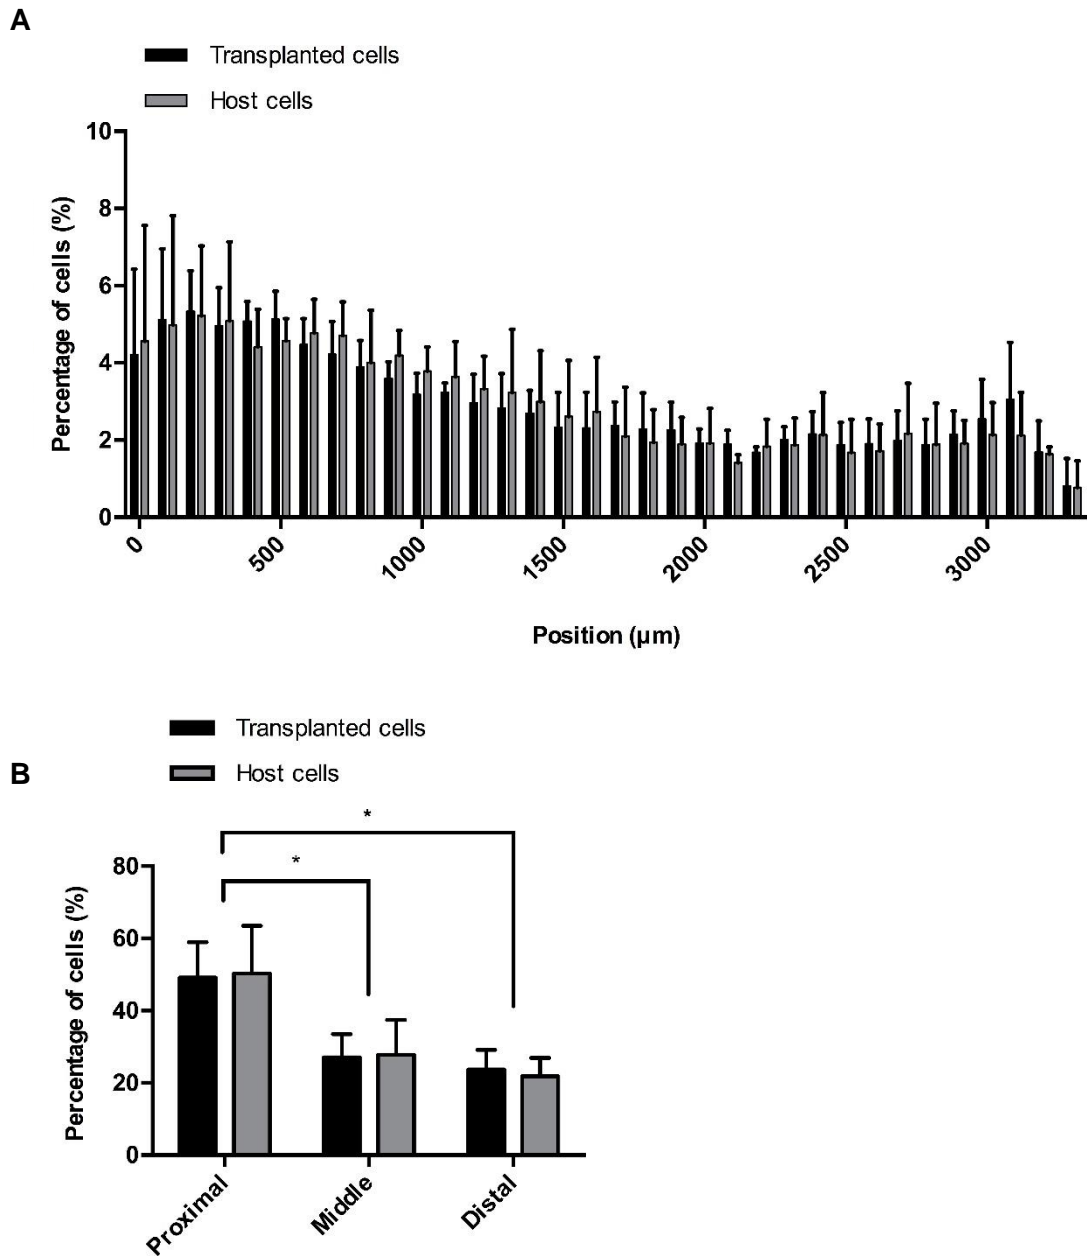 A
Transplanted cells
Host cells
10
8
6
4
2
0
Percentage of cells (%)
0
500
1000
1500
2000
2500
3000
Position (µm)
Transplanted cells
B
Host cells
*
*
80
60
40
20
0
Percentage of cells (%)
Proximal
Middle
Distal